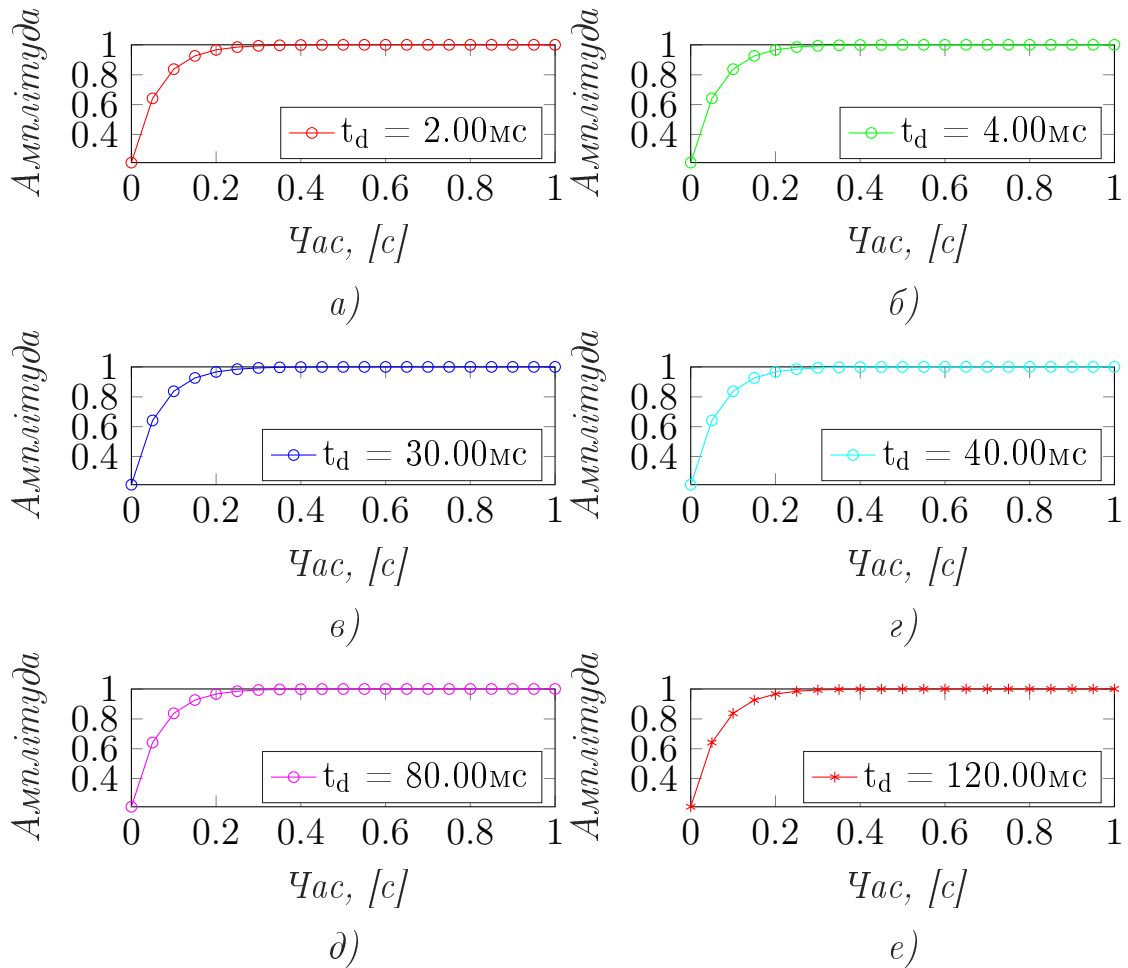 Амплітуда
1
0.8
0.6
0.4
t_d = 2.00мс
0 0.2 0.4 0.6 0.8 1
Час, [с]
а)
Амплітуда
1
0.8
0.6
0.4
t_d = 4.00мс
0 0.2 0.4 0.6 0.8 1
Час, [с]
б)
Амплітуда
1
0.8
0.6
0.4
t_d = 30.00мс
0 0.2 0.4 0.6 0.8 1
Час, [с]
в)
Амплітуда
1
0.8
0.6
0.4
t_d = 40.00мс
0 0.2 0.4 0.6 0.8 1
Час, [с]
г)
Амплітуда
1
0.8
0.6
0.4
t_d = 80.00мс
0 0.2 0.4 0.6 0.8 1
Час, [с]
д)
Амплітуда
1
0.8
0.6
0.4
t_d = 120.00мс
0 0.2 0.4 0.6 0.8 1
Час, [с]
е)